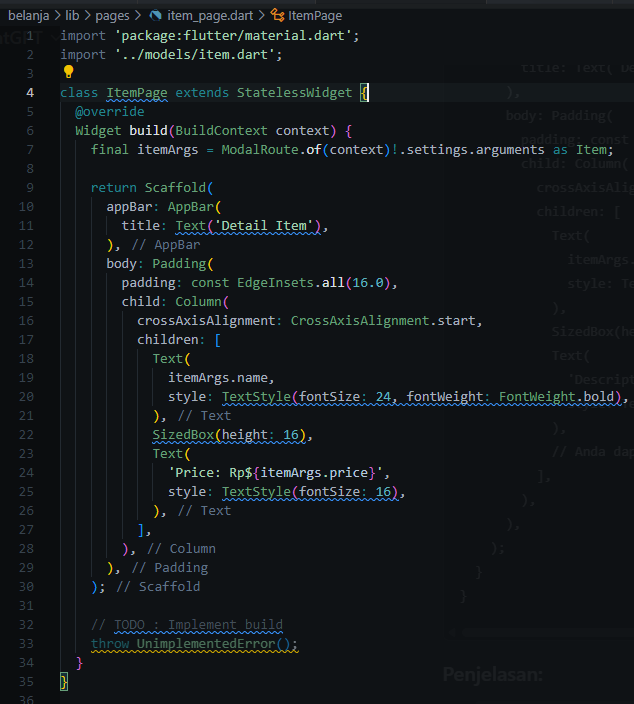 belanja > lib > pages > item_page.dart > ItemPage
1 import 'package:flutter/material.dart';
2 import '../models/item.dart';
3
4 class ItemPage extends StatelessWidget {
5 @override
6 Widget build(BuildContext context) {
7 final itemArgs = ModalRoute.of(context)!.settings.arguments as Item;
8
9 return Scaffold(
10 appBar: AppBar(
11 title: Text('Detail Item'),
12 ), // AppBar
13 body: Padding(
14 padding: const EdgeInsets.all(16.0),
15 child: Column(
16 crossAxisAlignment: CrossAxisAlignment.start,
17 children: [
18 Text(
19 itemArgs.name,
20 style: TextStyle(fontSize: 24, fontWeight: FontWeight.bold),
21 ), // Text
22 SizedBox(height: 16),
23 Text(
24 'Price: Rp${itemArgs.price}',
25 style: TextStyle(fontSize: 16),
26 ), // Text
27 ],
28 ), // Column
29 ), // Padding
30 ); // Scaffold
31
32 // TODO : Implement build
33 throw UnimplementedError();
34 }
35 }
36
title: Text('De
),
body: Padding(
padding: const
child: Column(
crossAxisAlig
children: [
Text(
itemArgs.
style: Te
),
SizedBox(he
Text(
'Descript
),
// Anda dap
],
),
),
);
}
}
Penjelasan: